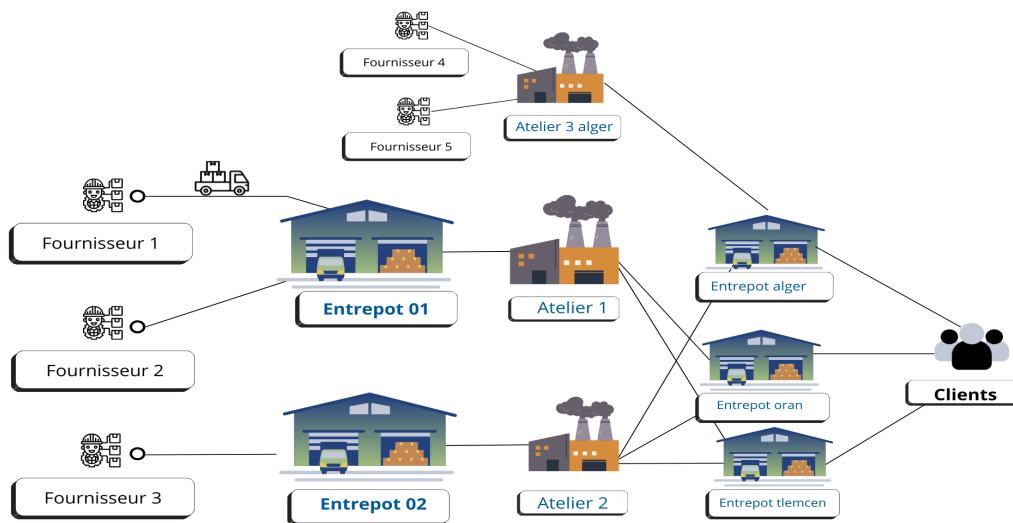 Fournisseur 4
Fournisseur 5
Atelier 3 alger
Fournisseur 1
Entrepot 01
Atelier 1
Entrepot alger
Fournisseur 2
Entrepot oran
Clients
Fournisseur 3
Entrepot 02
Atelier 2
Entrepot tlemcen